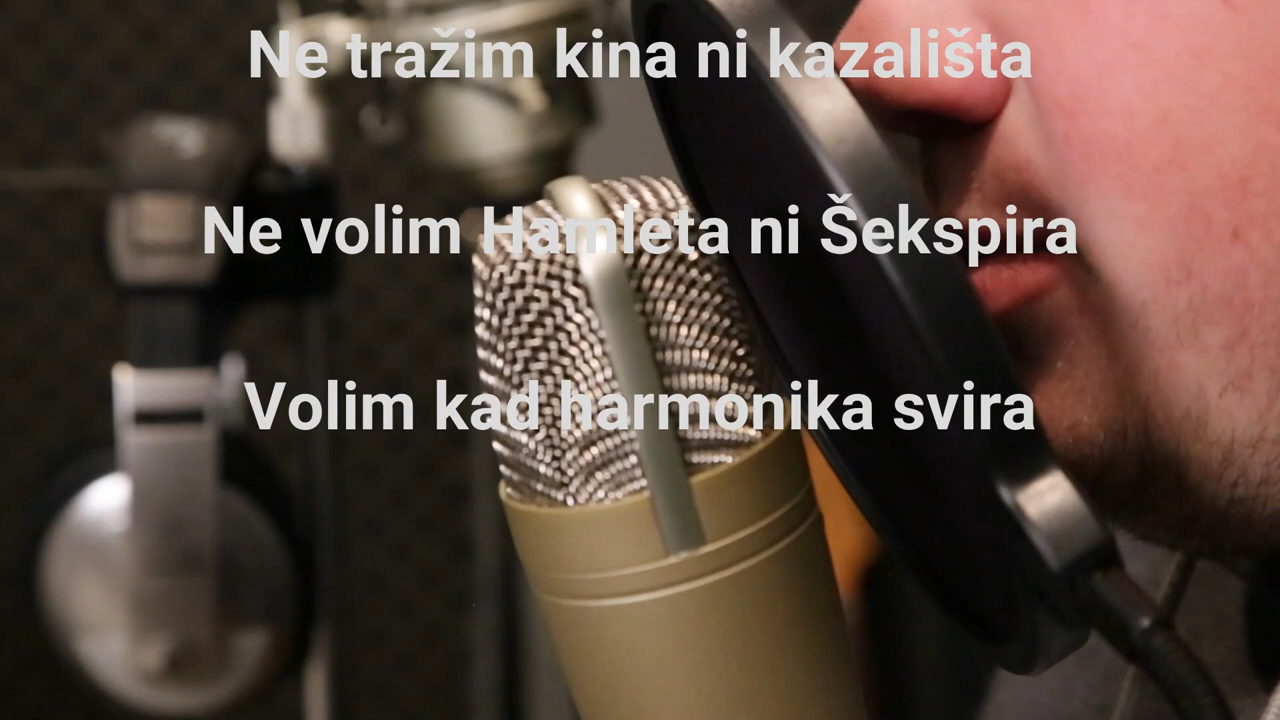 Ne tražim kina ni kazališta
Ne volim Hamleta ni Šekspira
Volim kad harmonika svira